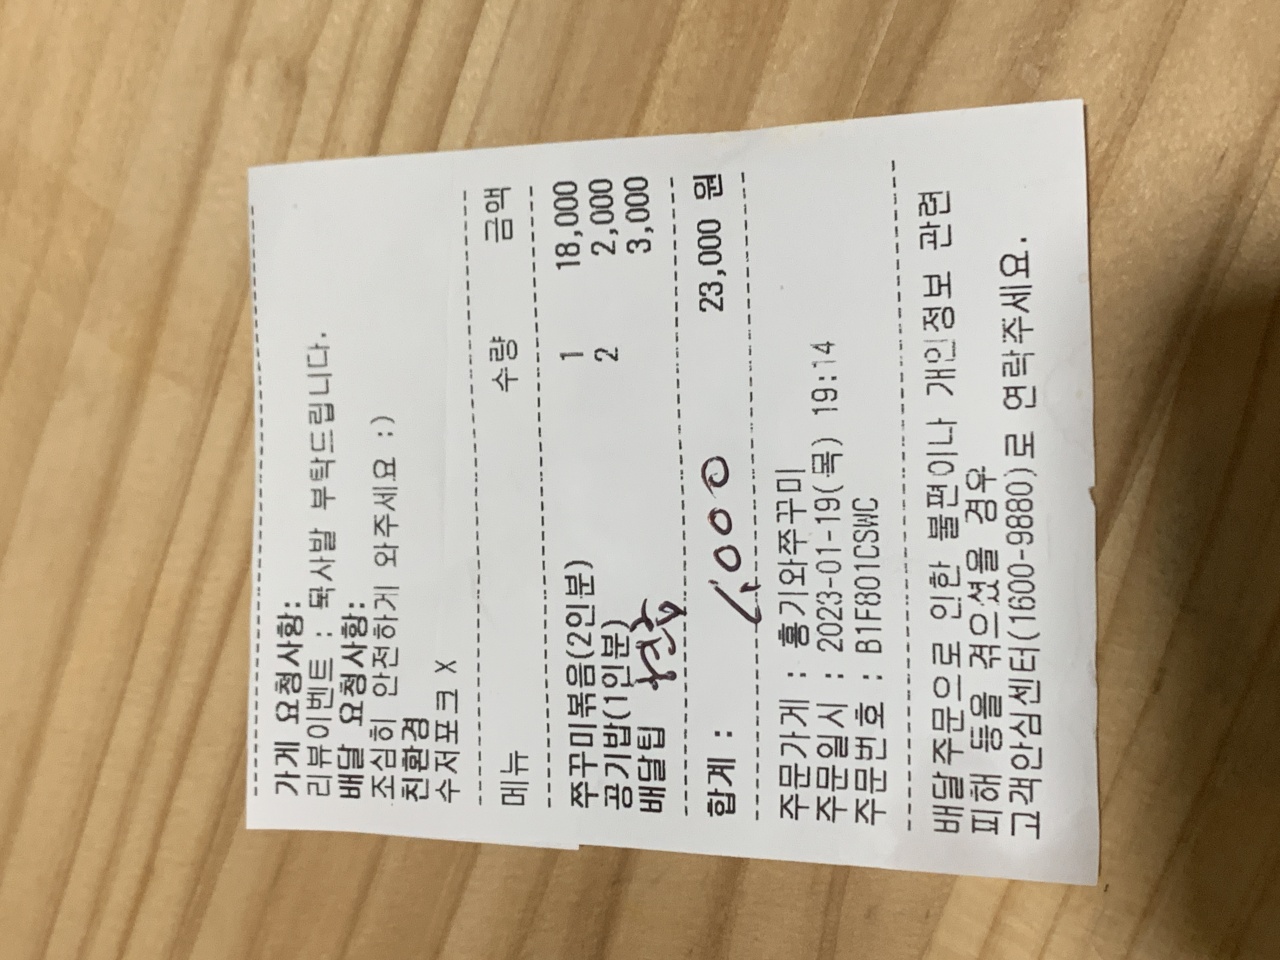 가게 요청사항:
리뷰이벤트 : 묵사발 부탁드립니다.
배달 요청사항:
조심히 안전하게 와주세요 :)
친환경
수저포크 X
메뉴 수량 금액
쭈꾸미볶음(2인분) 1 18,000
공기밥(1인분) 2 2,000
배달팁 3,000
합계 : 23,000 원
주문가게 : 홍기와쭈꾸미
주문일시 : 2023-01-19(목) 19:14
주문번호 : B1F801CSWC
배달주문으로 인한 불편이나 개인정보 관련
피해 등을 겪으셨을 경우
고객안심센터(1600-9880)로 연락주세요.